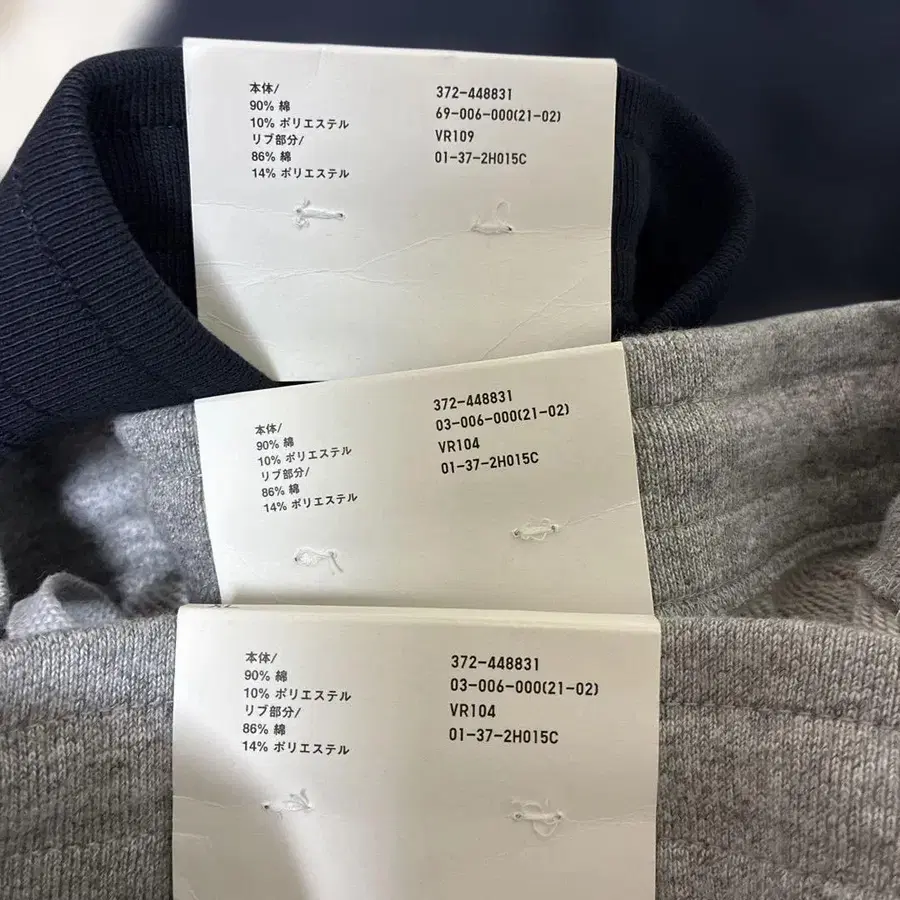 本体/
90% 綿
10% ポリエステル
リブ部分/
86% 綿
14% ポリエステル
372-448831
69-006-000(21-02)
VR109
01-37-2H015C
本体/
90% 綿
10% ポリエステル
リブ部分/
86% 綿
14% ポリエステル
372-448831
03-006-000(21-02)
VR104
01-37-2H015C
本体/
90% 綿
10% ポリエステル
リブ部分/
86% 綿
14% ポリエステル
372-448831
03-006-000(21-02)
VR104
01-37-2H015C